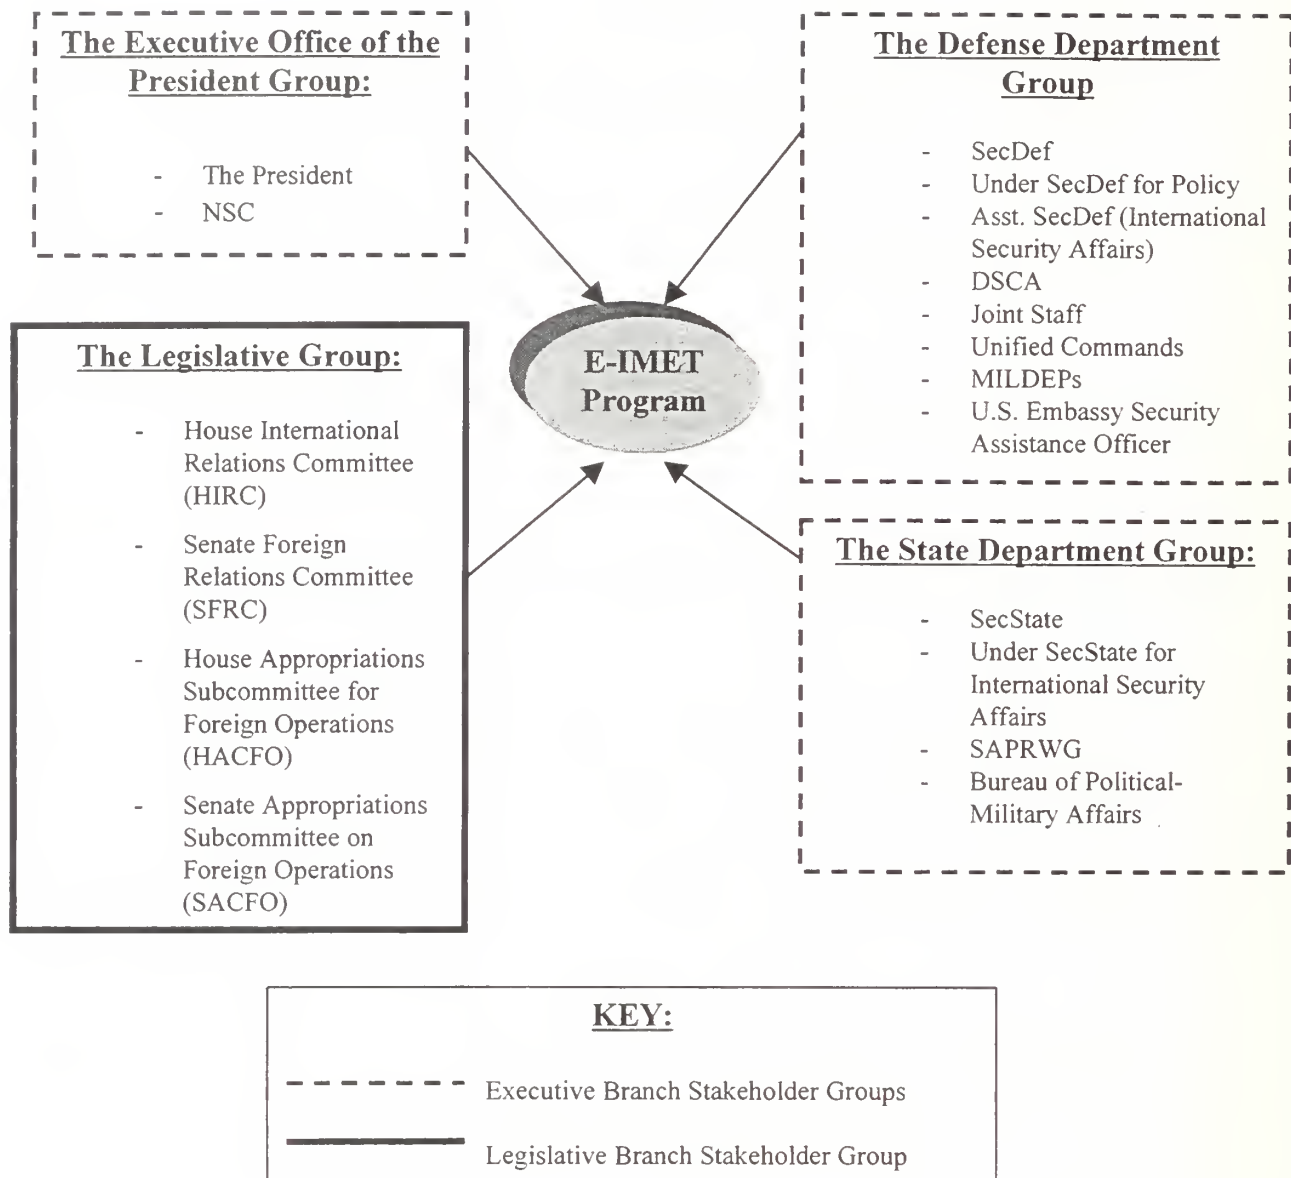 The Executive Office of the
President Group:
- The President
- NSC
The Defense Department
Group
- SecDef
- Under SecDef for Policy
- Asst. SecDef (International
Security Affairs)
- DSCA
- Joint Staff
- Unified Commands
- MILDEPs
- U.S. Embassy Security
Assistance Officer
E-IMET
Program
The Legislative Group:
- House International
Relations Committee
(HIRC)
- Senate Foreign
Relations Committee
(SFRC)
- House Appropriations
Subcommittee for
Foreign Operations
(HACFO)
- Senate Appropriations
Subcommittee on
Foreign Operations
(SACFO)
The State Department Group:
- SecState
- Under SecState for
International Security
Affairs
- SAPRWG
- Bureau of Political-
Military Affairs
KEY:
Executive Branch Stakeholder Groups
Legislative Branch Stakeholder Group